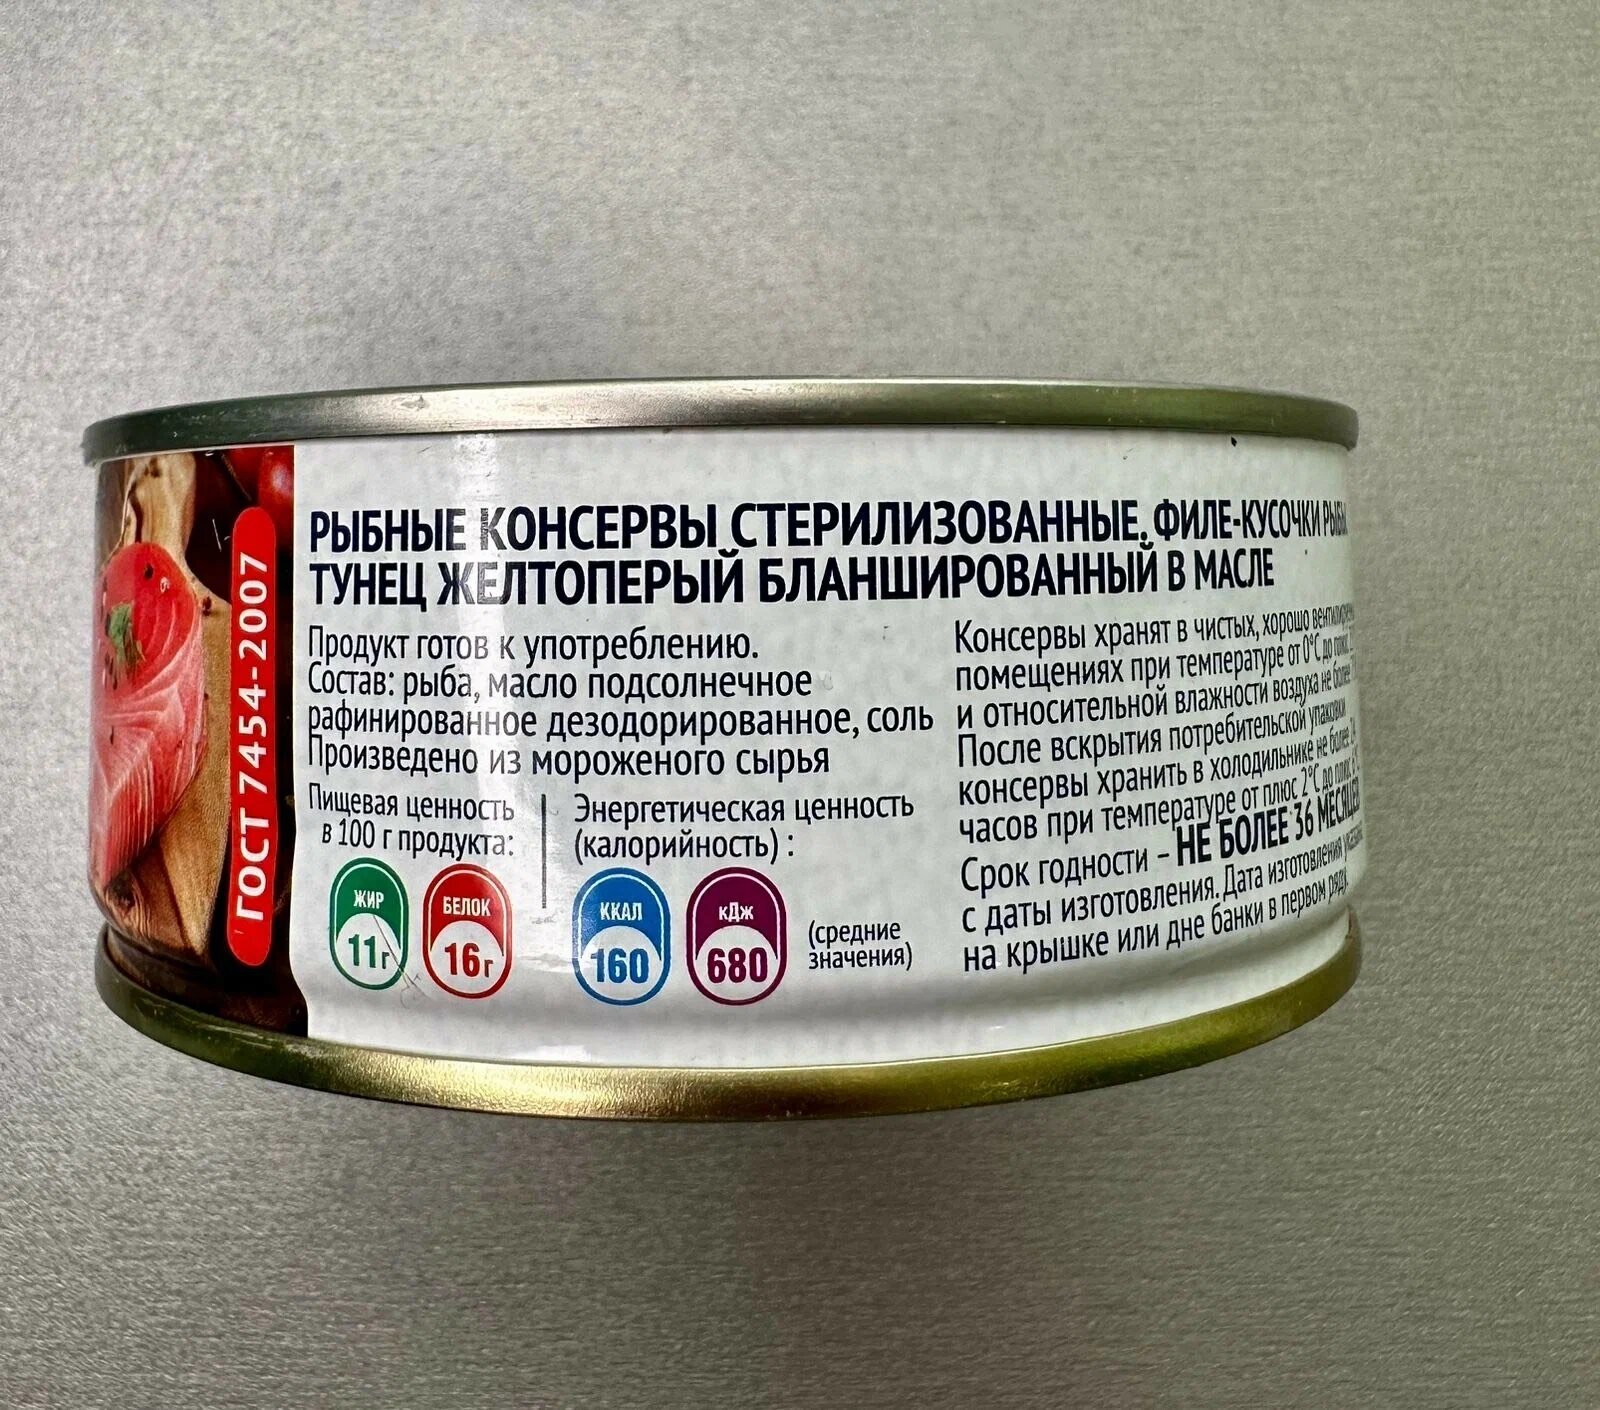 ГОСТ 7454-2007
РЫБНЫЕ КОНСЕРВЫ СТЕРИЛИЗОВАННЫЕ. ФИЛЕ-КУСОЧКИ РЫБЫ
ТУНЕЦ ЖЕЛТОПЕРЫЙ БЛАНШИРОВАННЫЙ В МАСЛЕ
Продукт готов к употреблению.
Состав: рыба, масло подсолнечное
рафинированное дезодорированное, соль
Произведено из мороженого сырья
Пищевая ценность
в 100 г продукта:
ЖИР
11г
БЕЛОК
16г
Энергетическая ценность
(калорийность) :
ККАЛ
160
кДж
680
(средние
значения)
Консервы хранят в чистых, хорошо
помещениях при температуре от 0°С до плюс
и относительной влажности воздуха не более
После вскрытия потребительской упаковки
консервы хранить в холодильнике не более 24
часов при температуре от плюс 2°С до плюс 6°С
Срок годности – НЕ БОЛЕЕ 36 МЕСЯЦЕВ
с даты изготовления. Дата изготовления
на крышке или дне банки в первом ряду.